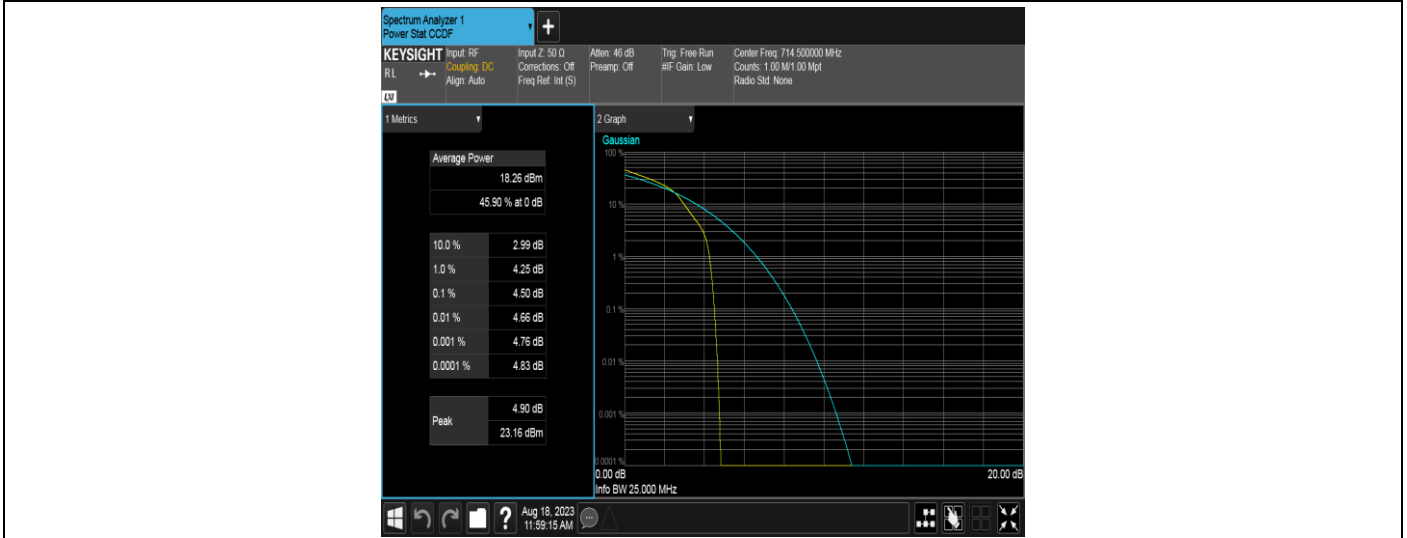 Spectrum Analyzer 1
Power Stat CCDF
+
KEYSIGHT
RL
LXI
Input: RF
Coupling: DC
Align: Auto
Input Z: 50 Ω
Corrections: Off
Freq Ref: Int (S)
Atten: 46 dB
Preamp: Off
Trig: Free Run
#IF Gain: Low
Center Freq: 714.500000 MHz
Counts: 1.00 M/1.00 Mpt
Radio Std: None
1 Metrics
Average Power
18.26 dBm
45.90 % at 0 dB
10.0 % 2.99 dB
1.0 % 4.25 dB
0.1 % 4.50 dB
0.01 % 4.66 dB
0.001 % 4.76 dB
0.0001 % 4.83 dB
Peak
4.90 dB
23.16 dBm
2 Graph
Gaussian
100 %
10 %
1 %
0.1 %
0.01 %
0.001 %
0.0001 %
0.00 dB 20.00 dB
Info BW 25.000 MHz
?
Aug 18, 2023
11:59:15 AM